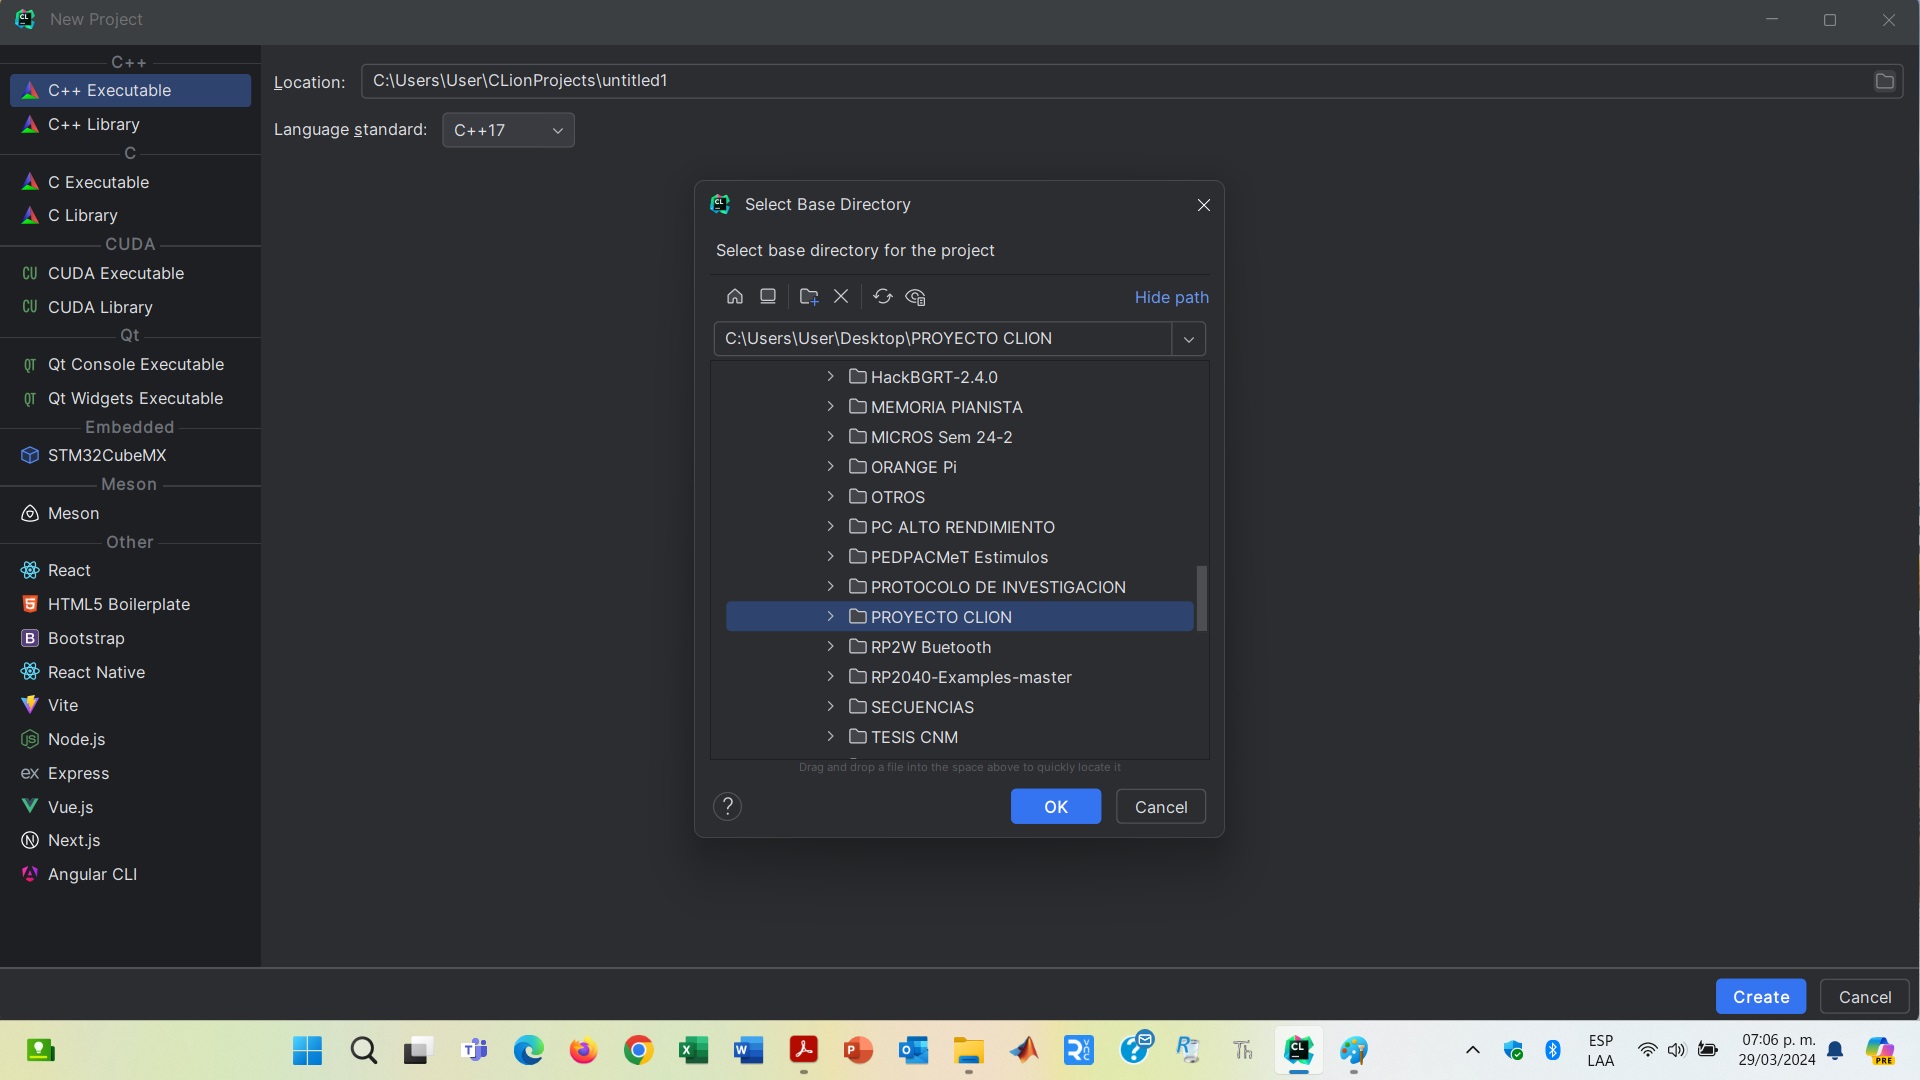 New Project
C++
C++ Executable
C++ Library
C
C Executable
C Library
CUDA
CUDA Executable
CUDA Library
Qt
Qt Console Executable
Qt Widgets Executable
Embedded
STM32CubeMX
Meson
Meson
Other
React
HTML5 Boilerplate
Bootstrap
React Native
Vite
Node.js
Express
Vue.js
Next.js
Angular CLI
Location: C:\Users\User\CLionProjects\untitled1
Language standard: C++17
Select Base Directory
Select base directory for the project
Hide path
C:\Users\User\Desktop\PROYECTO CLION
HackBGRT-2.4.0
MEMORIA PIANISTA
MICROS Sem 24-2
ORANGE Pi
OTROS
PC ALTO RENDIMIENTO
PEDPACMeT Estimulos
PROTOCOLO DE INVESTIGACION
PROYECTO CLION
RP2W Buetooth
RP2040-Examples-master
SECUENCIAS
TESIS CNM
Drag and drop a file into the space above to quickly locate it
? OK Cancel
Create Cancel
ESP
LAA
07:06 p. m.
29/03/2024